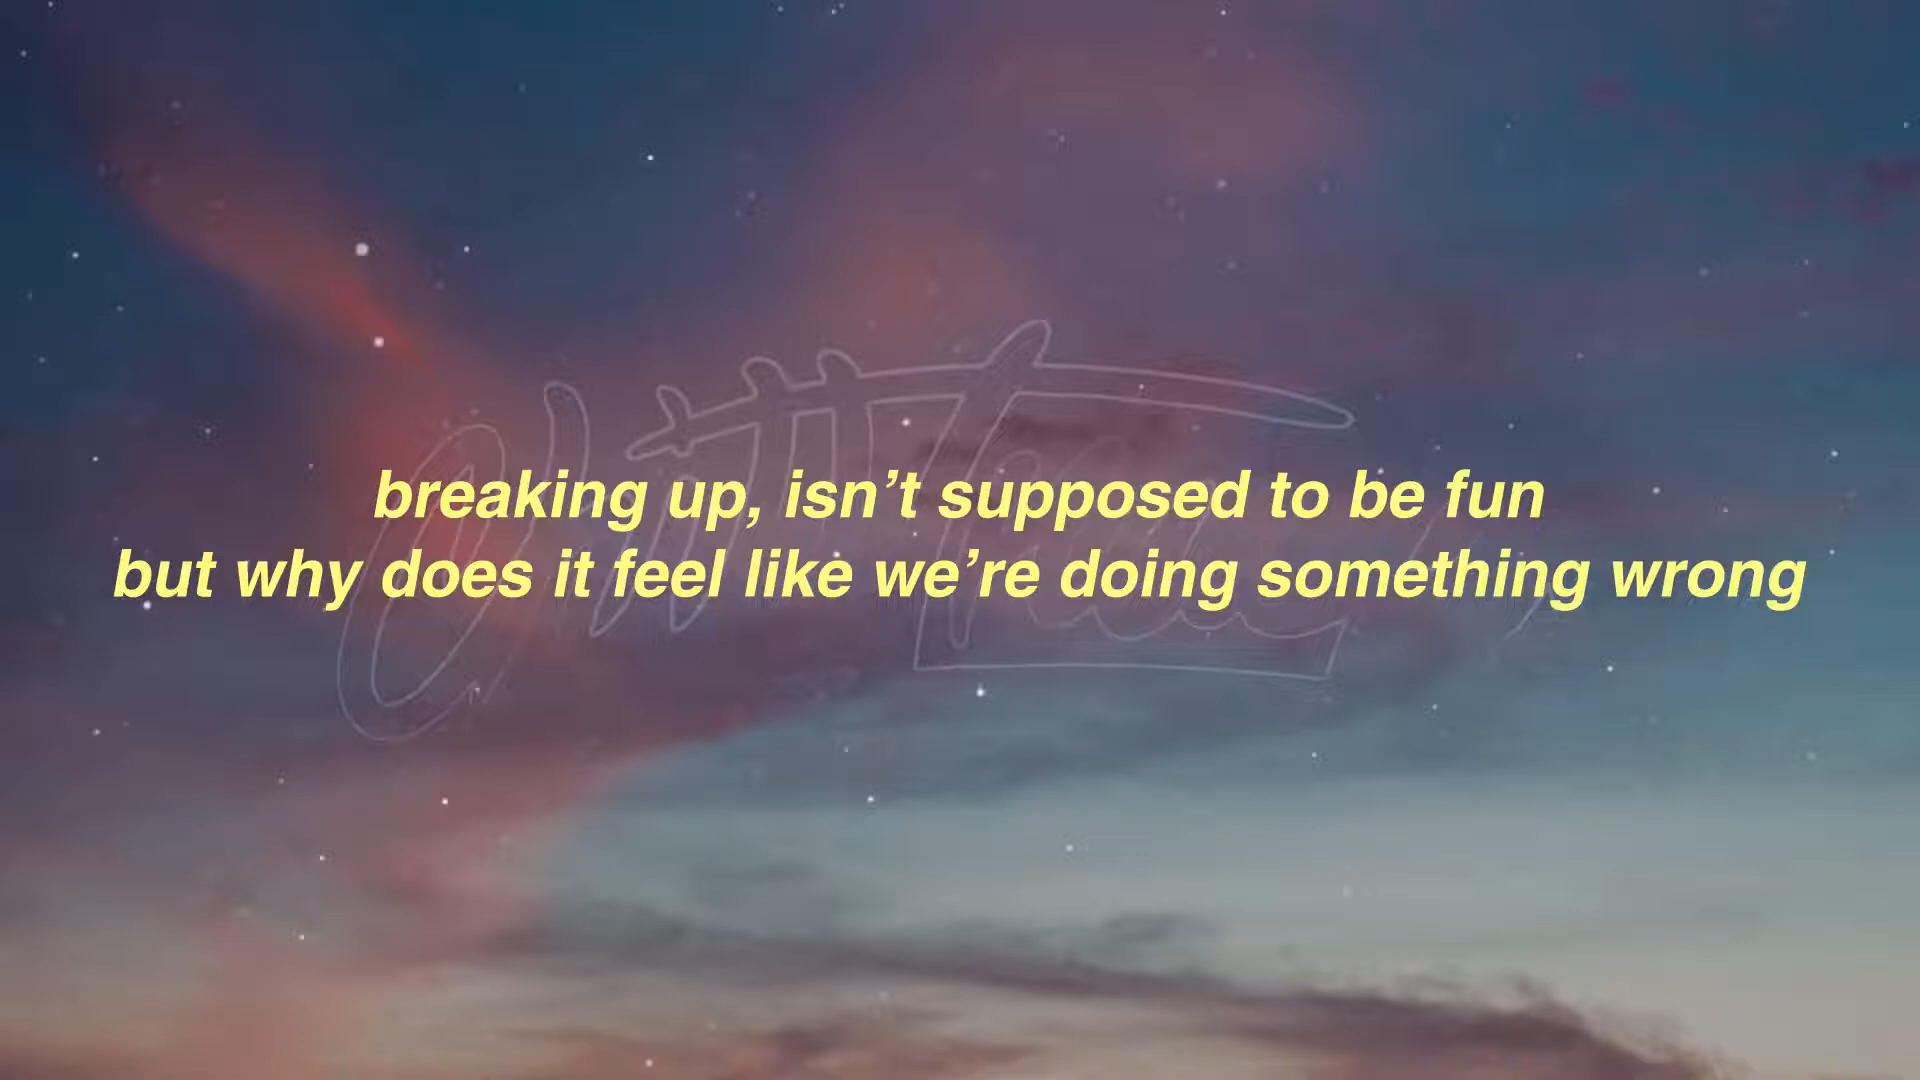 breaking up, isn’t supposed to be fun
but why does it feel like we’re doing something wrong